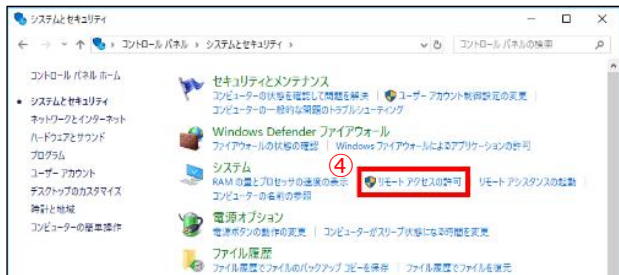 システムとセキュリティ
コントロール パネル › システムとセキュリティ ›
コントロール パネルの検索
コントロール パネル ホーム
システムとセキュリティ
ネットワークとインターネット
ハードウェアとサウンド
プログラム
ユーザー アカウント
デスクトップのカスタマイズ
時計と地域
コンピューターの簡単操作
セキュリティとメンテナンス
コンピューターの状態を確認して問題を解決 | ユーザー アカウント制御設定の変更 |
コンピューターの一般的な問題のトラブルシューティング
Windows Defender ファイアウォール
ファイアウォールの状態の確認 | Windows ファイアウォールによるアプリケーションの許可
システム
④
RAM の量とプロセッサの速度の表示 | リモート アクセスの許可 | リモート アシスタンスの起動 |
コンピューターの名前の参照
電源オプション
電源ボタンの動作の変更 | コンピューターがスリープ状態になる時間を変更
ファイル履歴
ファイル履歴でファイルのバックアップ コピーを保存 | ファイル履歴でファイルを復元